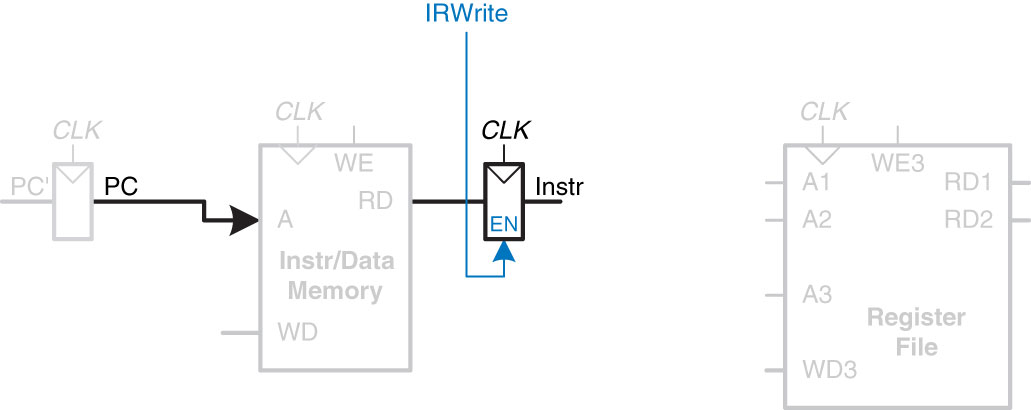 IRWrite
CLK
CLK
CLK
CLK
PC'
PC
WE
RD
A
Instr/Data
Memory
WD
EN
Instr
WE3
A1
RD1
A2
RD2
A3
Register
File
WD3